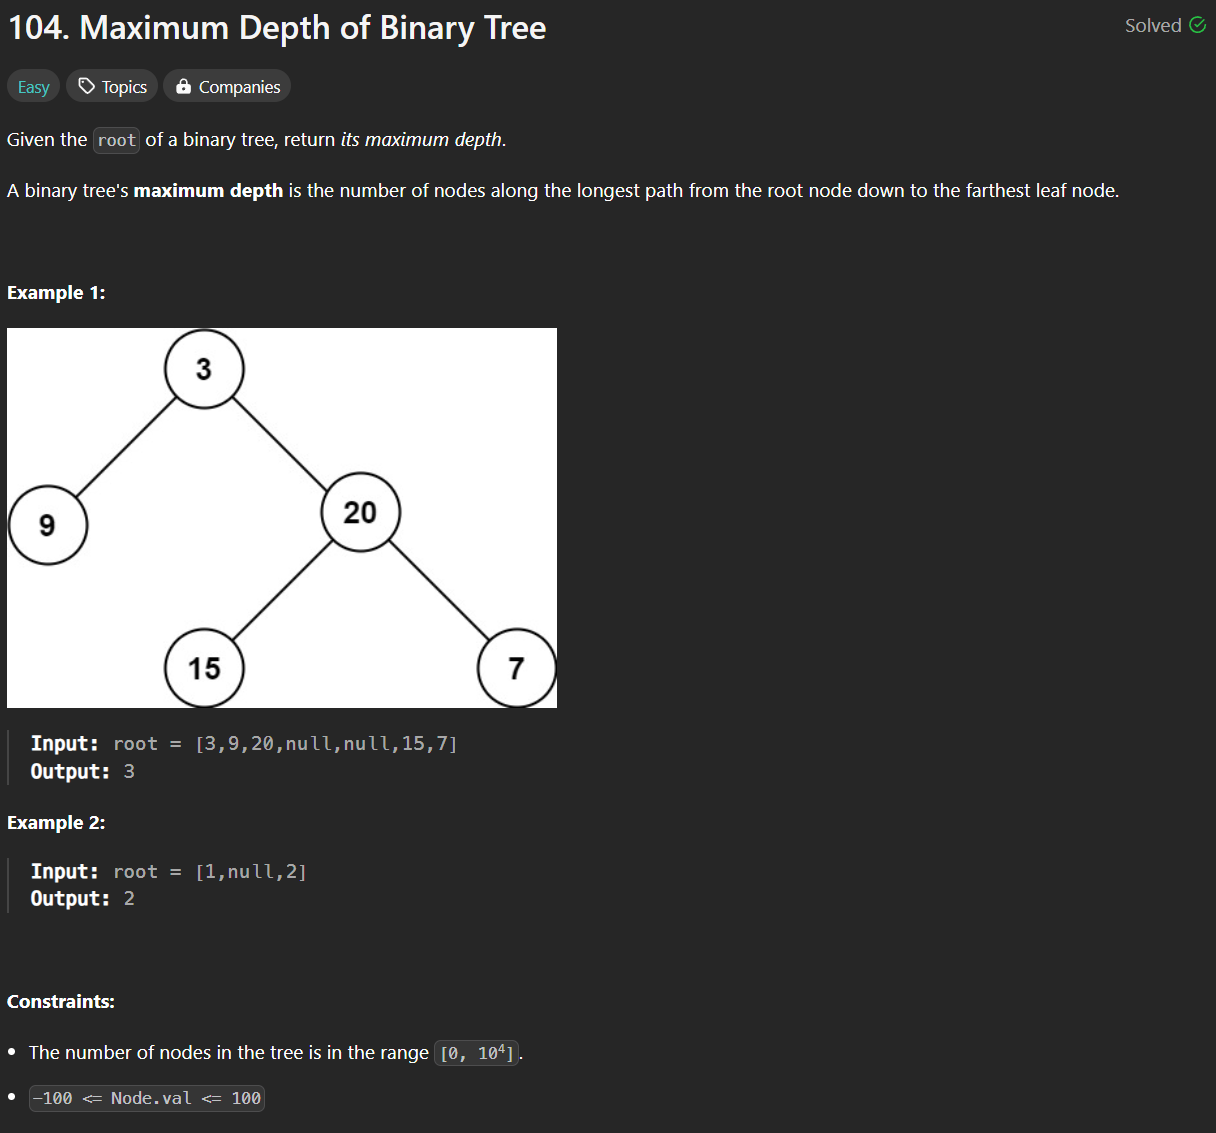 104. Maximum Depth of Binary Tree
Solved
Easy
Topics
Companies
Given the root of a binary tree, return its maximum depth.
A binary tree's maximum depth is the number of nodes along the longest path from the root node down to the farthest leaf node.
Example 1:
3
9
20
15
7
Input: root = [3,9,20,null,null,15,7]
Output: 3
Example 2:
Input: root = [1,null,2]
Output: 2
Constraints:
• The number of nodes in the tree is in the range [0, 10⁴].
• -100 <= Node.val <= 100